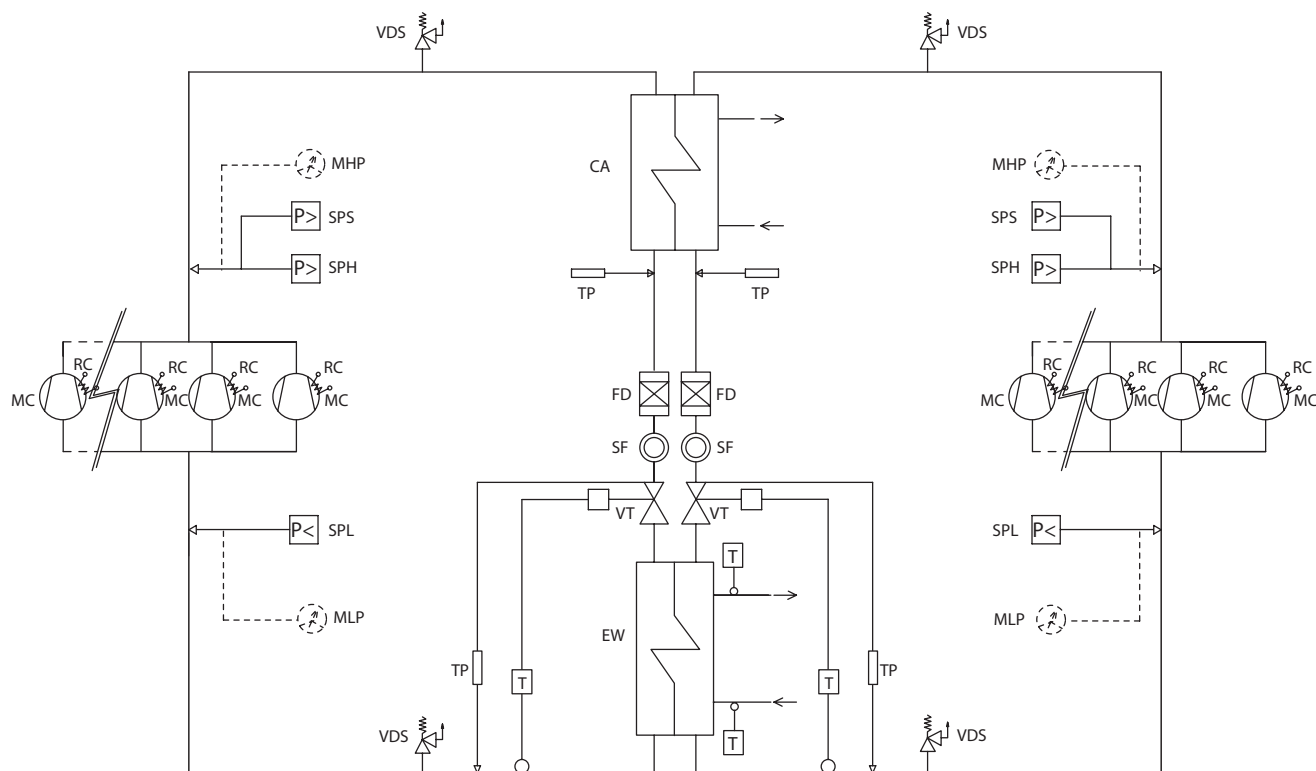 VDS
VDS
MHP
CA
MHP
P> SPS
SPS P>
P> SPH
SPH P>
TP
TP
RC
RC
RC
RC
RC
RC
RC
RC
MC
MC
MC
MC
MC
MC
MC
MC
FD
FD
SF
SF
VT
VT
P< SPL
SPL P<
T
MLP
MLP
EW
TP
T
T
TP
VDS
T
VDS